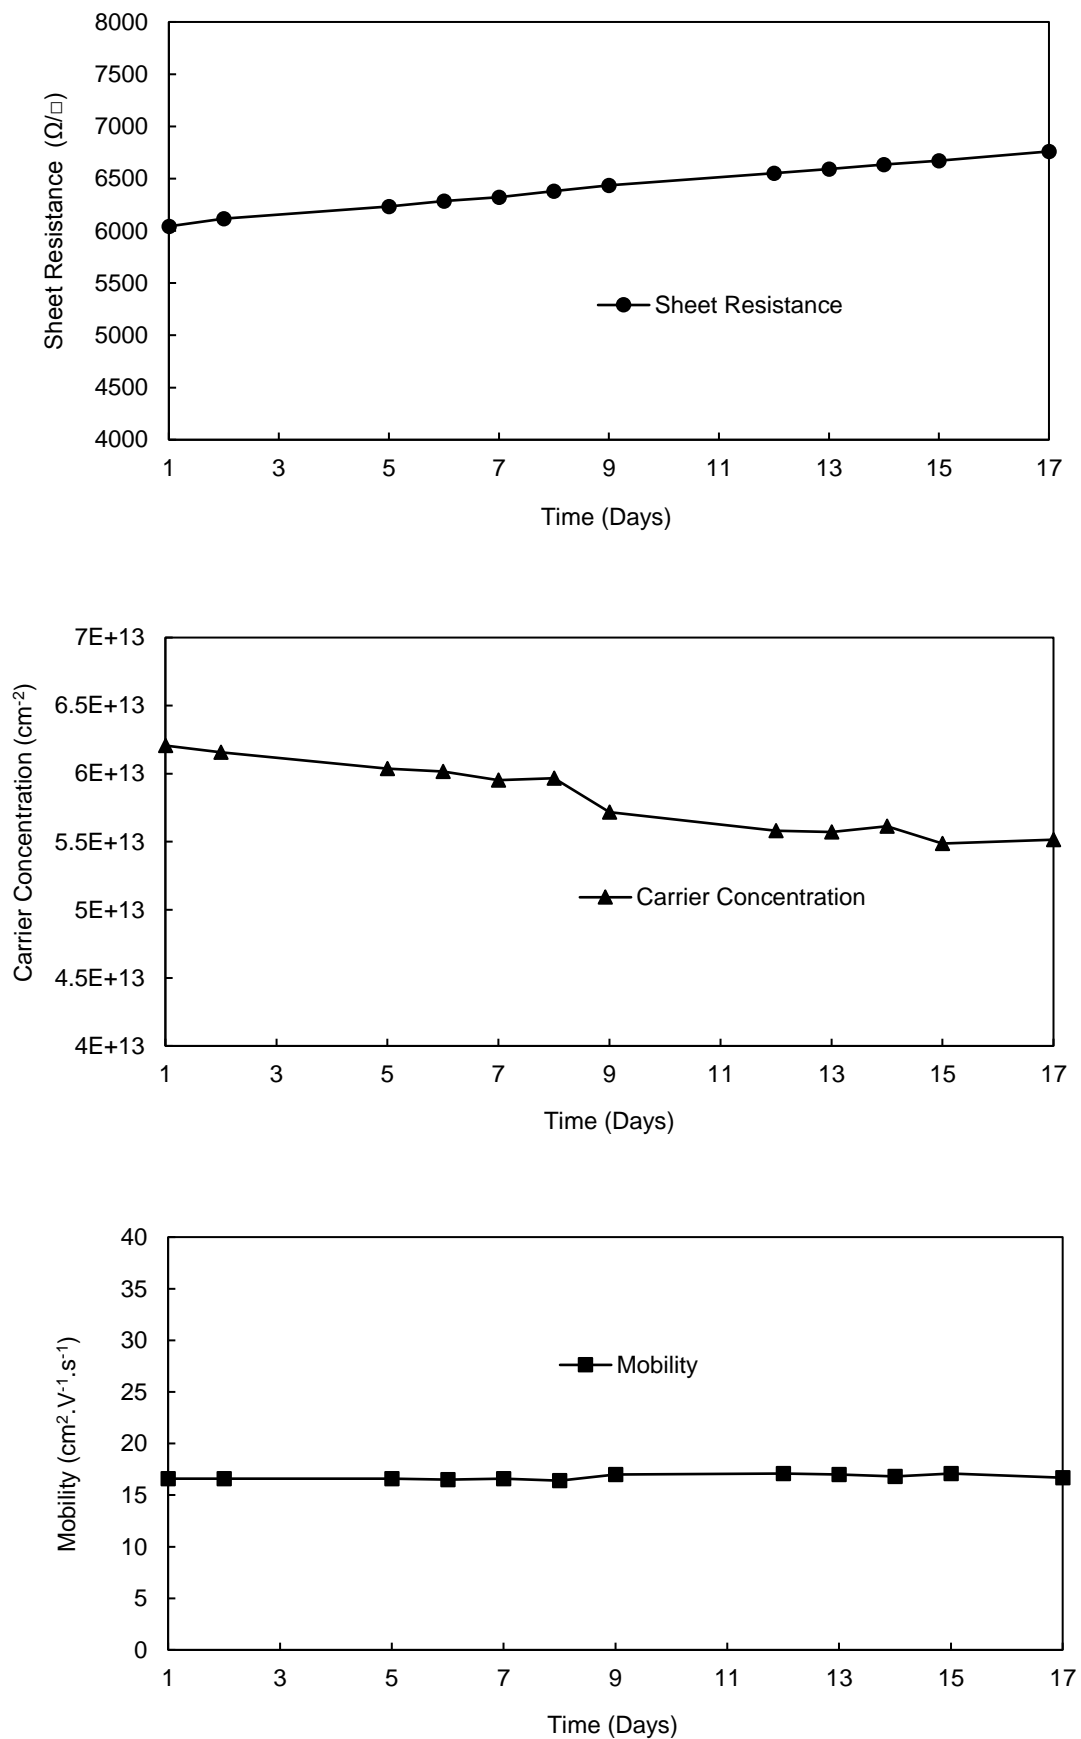 8000
7500
7000
6500
6000
5500
5000
4500
4000
Sheet Resistance (Ω/□)
Sheet Resistance
1 3 5 7 9 11 13 15 17
Time (Days)
7E+13
6.5E+13
6E+13
5.5E+13
5E+13
4.5E+13
4E+13
Carrier Concentration (cm⁻²)
Carrier Concentration
1 3 5 7 9 11 13 15 17
Time (Days)
40
35
30
25
20
15
10
5
0
Mobility (cm².V⁻¹.s⁻¹)
Mobility
1 3 5 7 9 11 13 15 17
Time (Days)